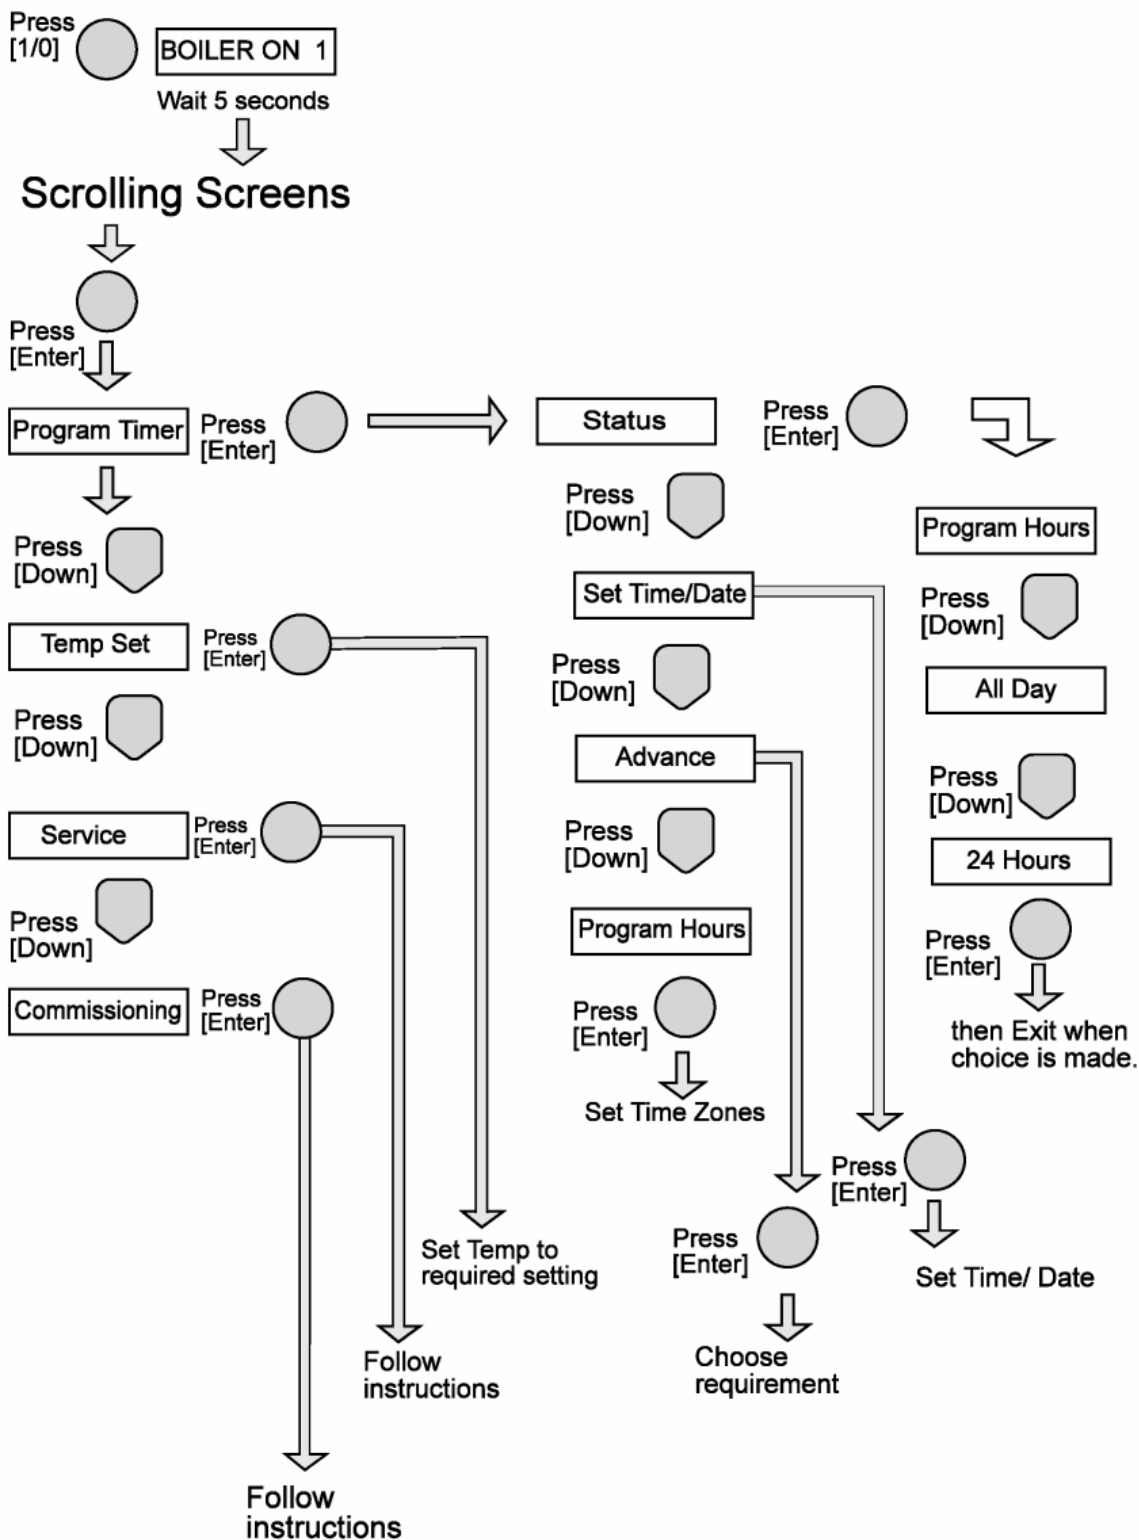 Press
[1/0]
BOILER ON 1
Wait 5 seconds
Scrolling Screens
Press
[Enter]
Program Timer
Press
[Enter]
Press
[Down]
Temp Set
Press
[Enter]
Press
[Down]
Service
Press
[Enter]
Press
[Down]
Commissioning
Press
[Enter]
Follow
instructions
Follow
instructions
Set Temp to
required setting
Status
Press
[Enter]
Press
[Down]
Set Time/Date
Press
[Down]
Advance
Press
[Down]
Program Hours
Press
[Enter]
Set Time Zones
Press
[Enter]
Choose
requirement
Press
[Enter]
Set Time/ Date
Program Hours
Press
[Down]
All Day
Press
[Down]
24 Hours
Press
[Enter]
then Exit when
choice is made.